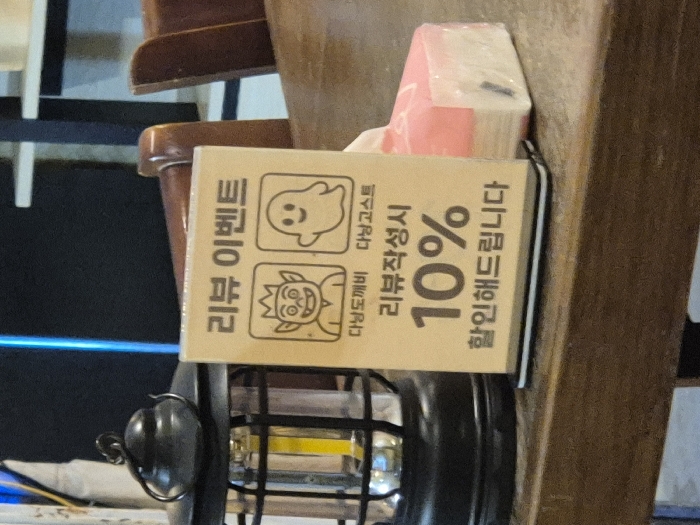 리뷰 이벤트
다낭도깨비 다낭고스트
리뷰작성시
10%
할인해드립니다